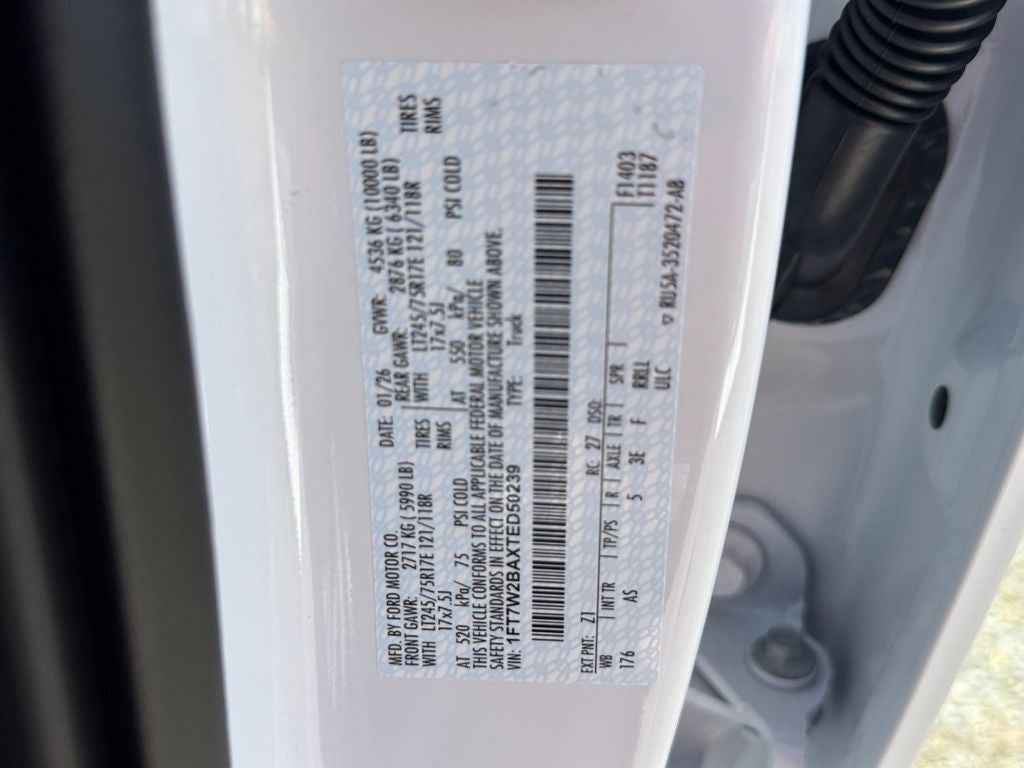 MFD. BY FORD MOTOR CO.
DATE: 01/26 GVWR: 4536 KG (10000 LB)
FRONT GAWR: 2717 KG ( 5990 LB) REAR GAWR: 2876 KG ( 6340 LB)
WITH LT245/75R17E 121/118R TIRES WITH LT245/75R17E 121/118R TIRES
17x7.5J RIMS 17x7.5J RIMS
AT 520 kPa/ 75 PSI COLD AT 550 kPa/ 80 PSI COLD
THIS VEHICLE CONFORMS TO ALL APPLICABLE FEDERAL MOTOR VEHICLE
SAFETY STANDARDS IN EFFECT ON THE DATE OF MANUFACTURE SHOWN ABOVE.
VIN: 1FT7W2BAXTED50239 TYPE: Truck
EXT PNT: Z1 RC: 27 DSO: F1403
WB INT TR TP/PS R AXLE TR SPR T1187
176 AS 5 3E F RRLL
ULC
RU5A-3520472-AB